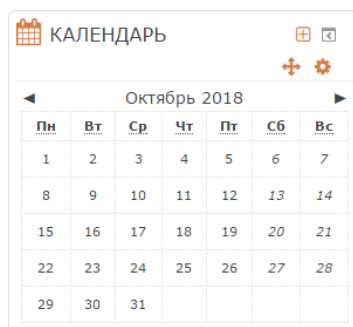 КАЛЕНДАРЬ
◄ Октябрь 2018 ►
Пн Вт Ср Чт Пт Сб Вс
1 2 3 4 5 6 7
8 9 10 11 12 13 14
15 16 17 18 19 20 21
22 23 24 25 26 27 28
29 30 31